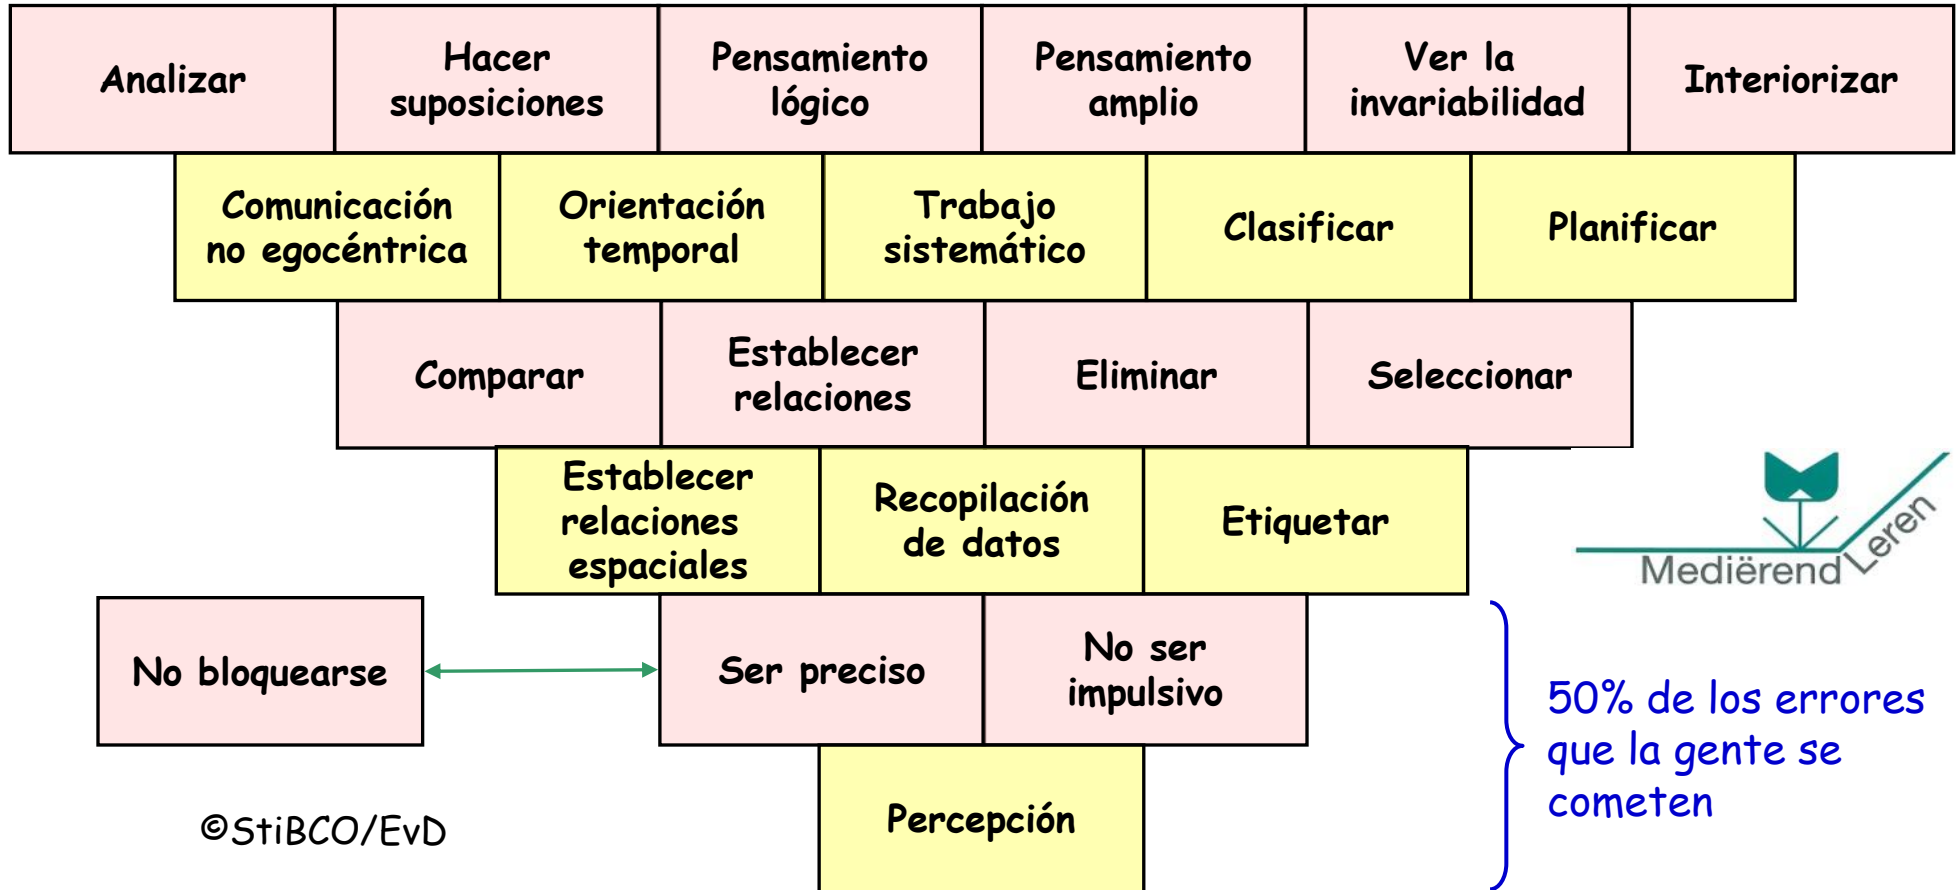 Analizar
Hacer
suposiciones
Pensamiento
lógico
Pensamiento
amplio
Ver la
invariabilidad
Interiorizar
Comunicación
no egocéntrica
Orientación
temporal
Trabajo
sistemático
Clasificar
Planificar
Comparar
Establecer
relaciones
Eliminar
Seleccionar
Establecer
relaciones
espaciales
Recopilación
de datos
Etiquetar
Mediërend Leren
No bloquearse
Ser preciso
No ser
impulsivo
50% de los errores
que la gente se
cometen
Percepción
©StiBCO/EvD